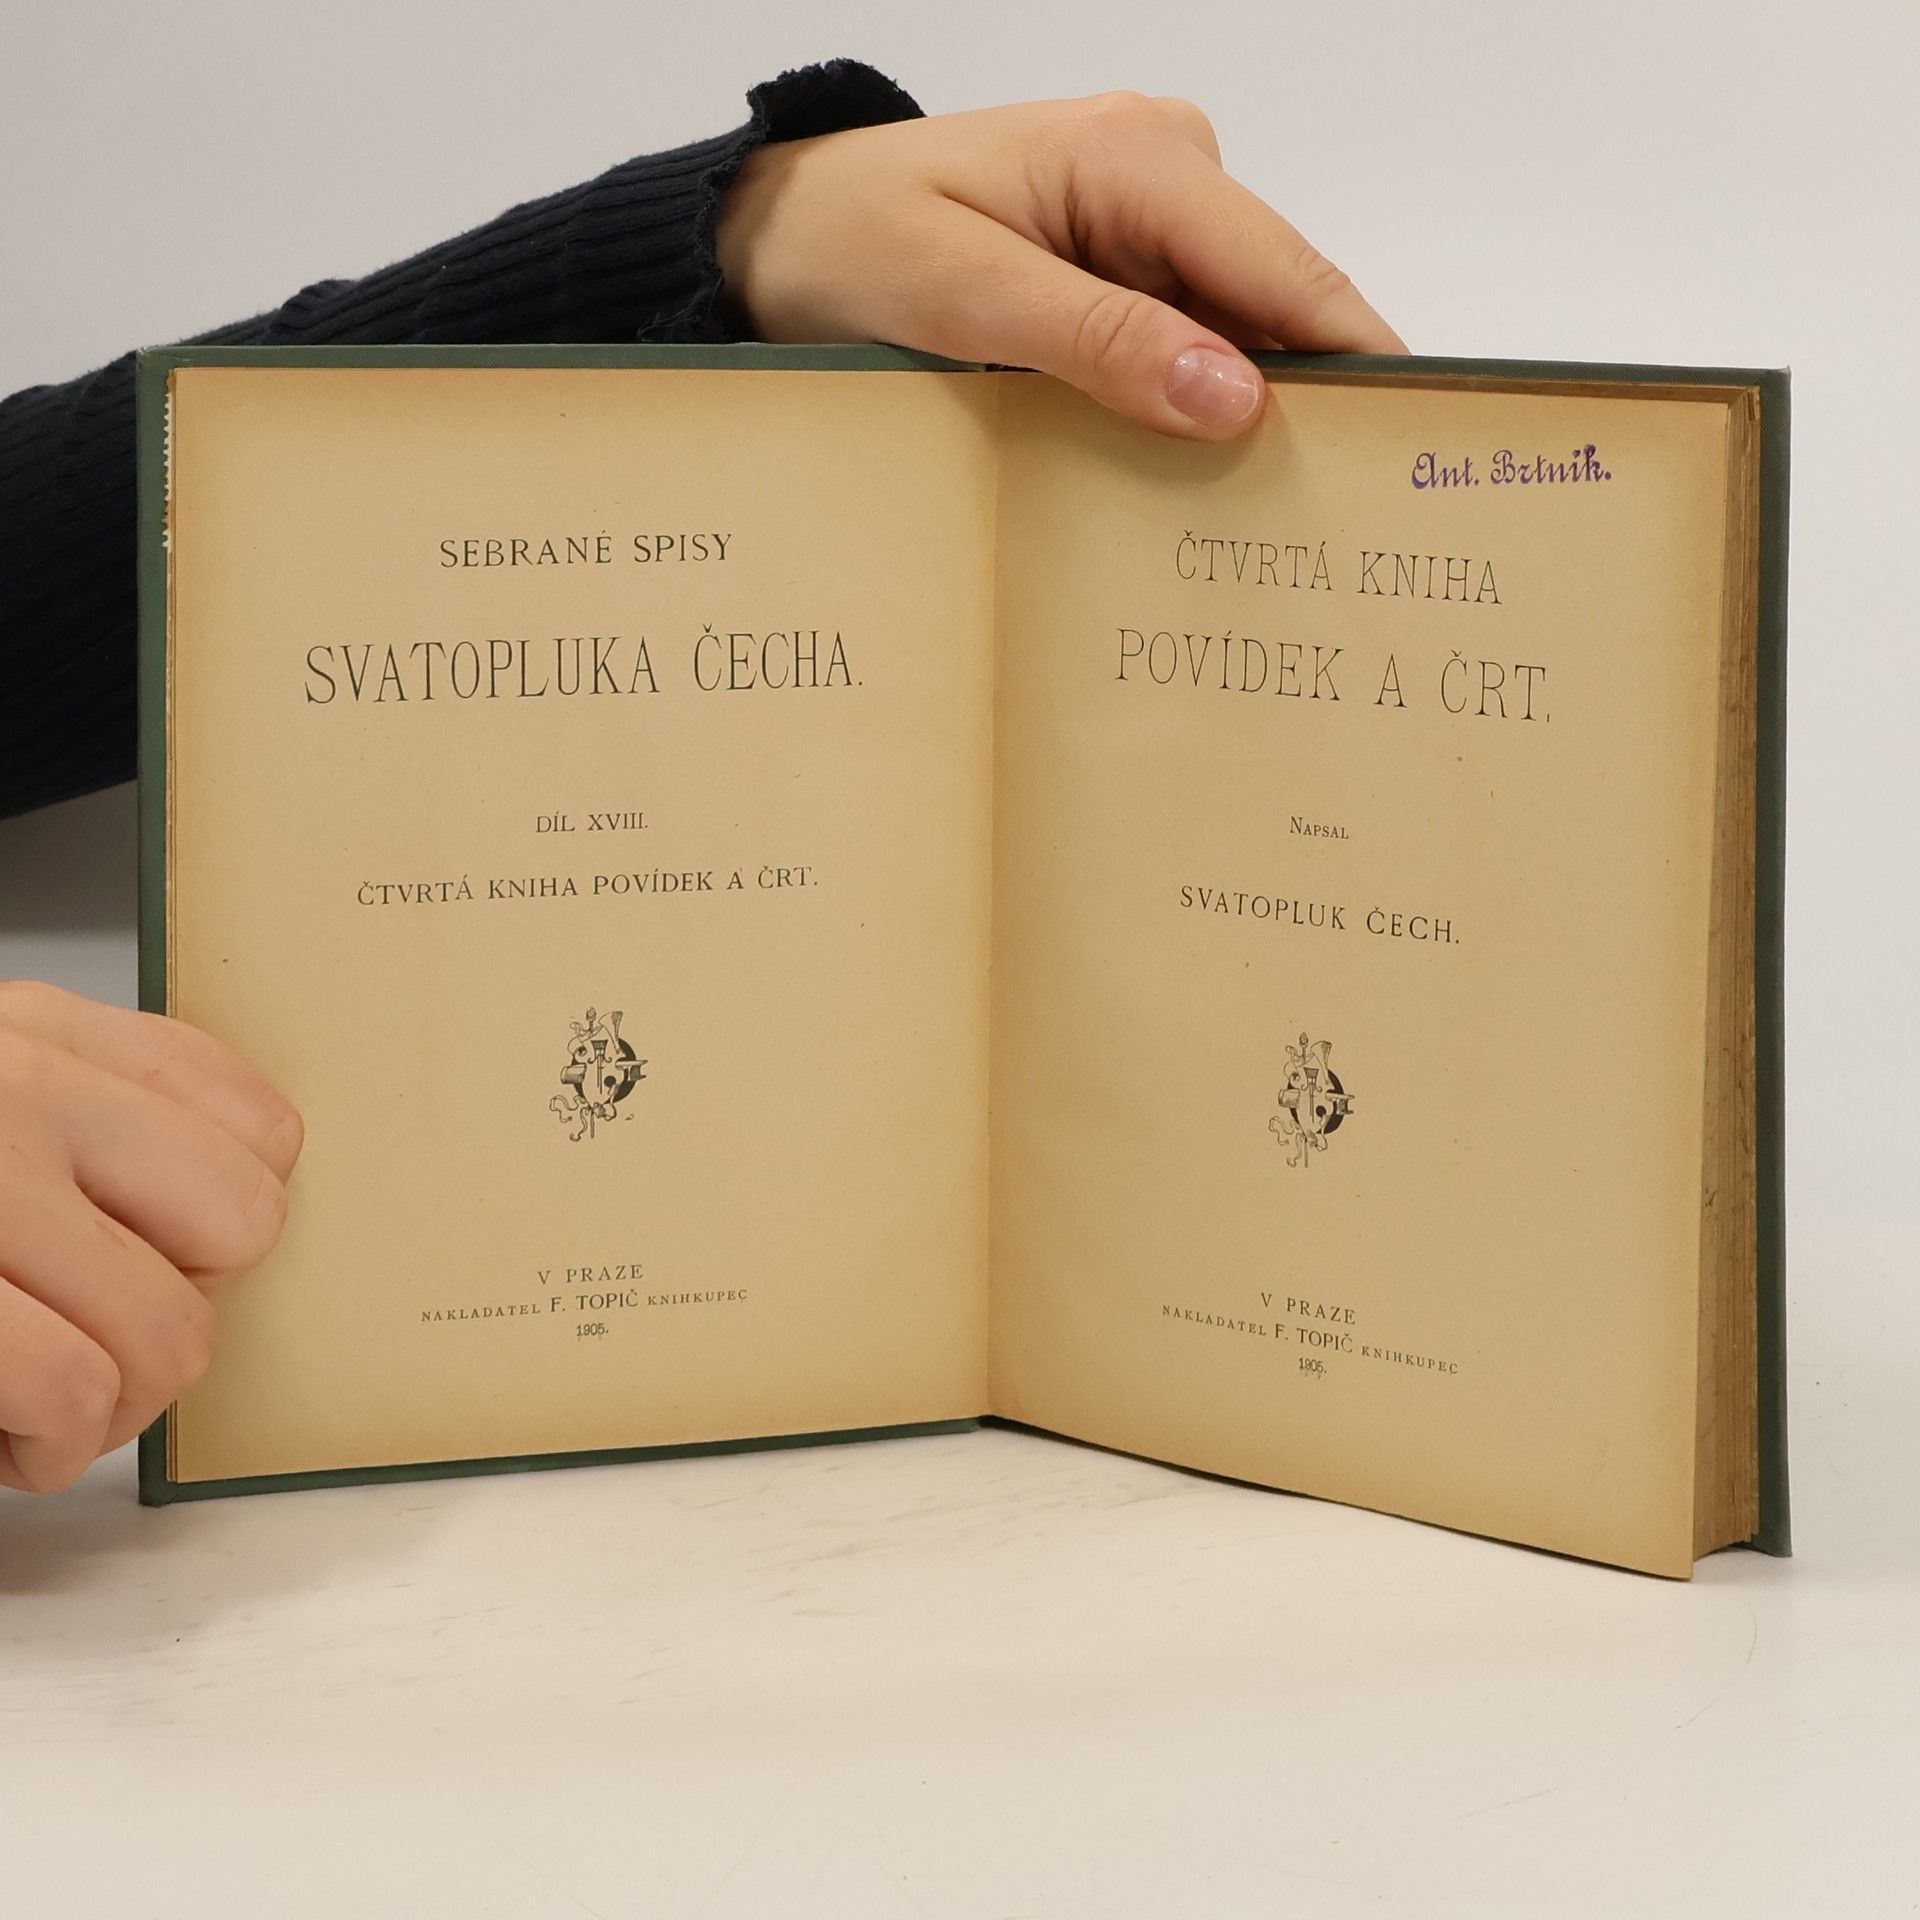 SEBRANÉ SPISY
SVATOPLUKA ČECHA.
DÍL XVIII.
ČTVRTÁ KNIHA POVÍDEK A ČRT.
V PRAZE
NAKLADATEL F. TOPIČ KNIHKUPEC
1905.
Ant. Brtník.
ČTVRTÁ KNIHA
POVÍDEK A ČRT.
NAPSAL
SVATOPLUK ČECH.
V PRAZE
NAKLADATEL F. TOPIČ KNIHKUPEC
1905.